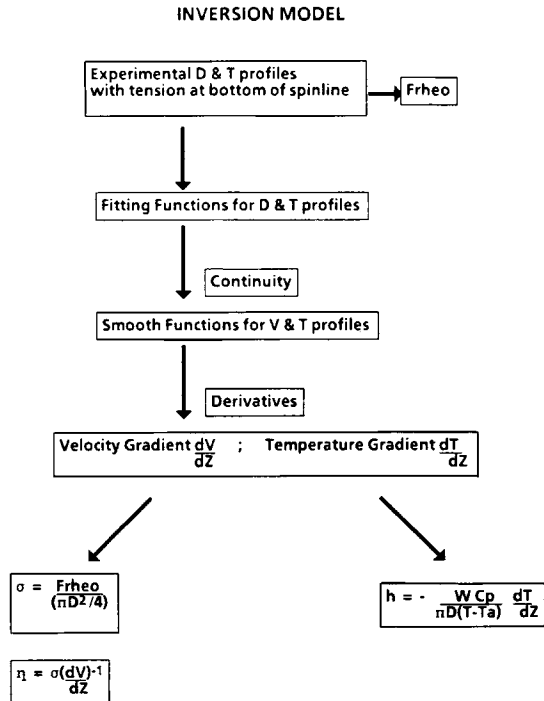 INVERSION MODEL
Experimental D & T profiles
with tension at bottom of spinline
Frheo
Fitting Functions for D & T profiles
Continuity
Smooth Functions for V & T profiles
Derivatives
Velocity Gradient dV/dZ ; Temperature Gradient dT/dZ
σ = Frheo/(πD²/4)
h = - W Cp/πD(T-Ta) dT/dZ
η = σ(dV/dZ)⁻¹